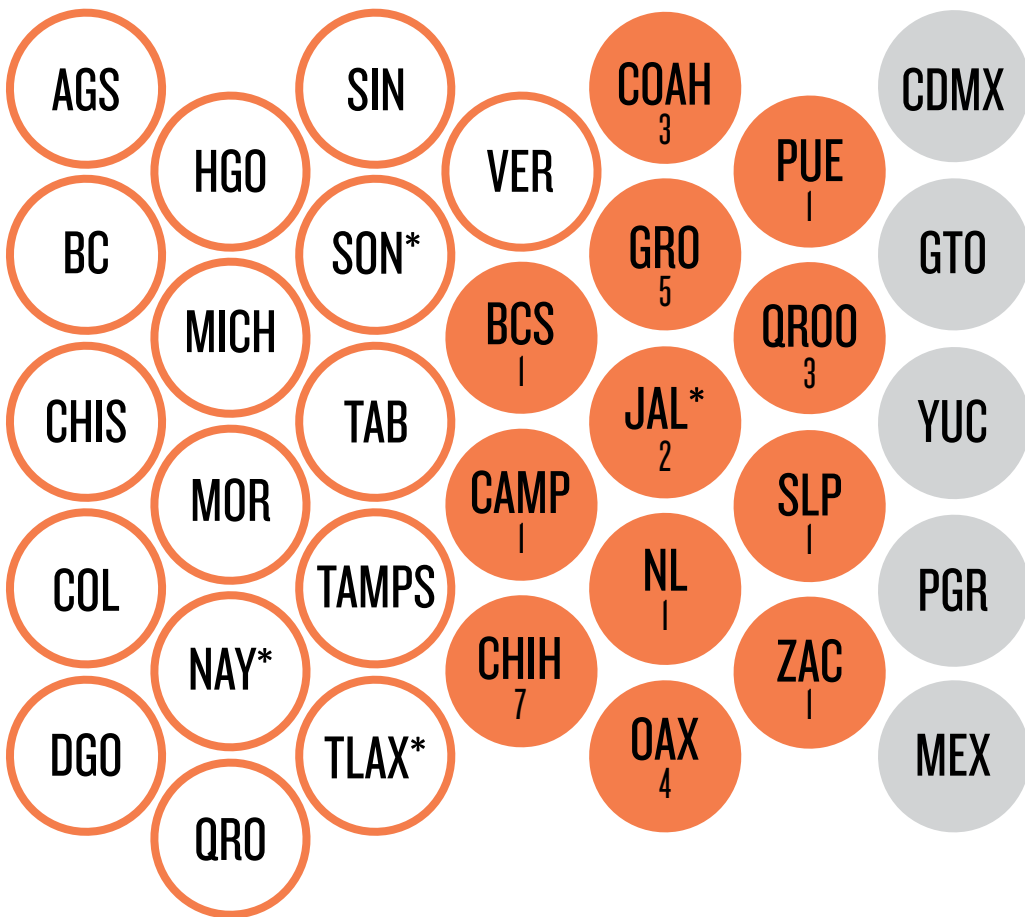 AGS
BC
CHIS
COL
DGO
HGO
MICH
MOR
NAY*
QRO
SIN
SON*
TAB
TAMPS
TLAX*
VER
BCS
1
CAMP
1
CHIH
7
COAH
3
GRO
5
JAL*
2
NL
1
OAX
4
PUE
1
QROO
3
SLP
1
ZAC
1
CDMX
GTO
YUC
PGR
MEX